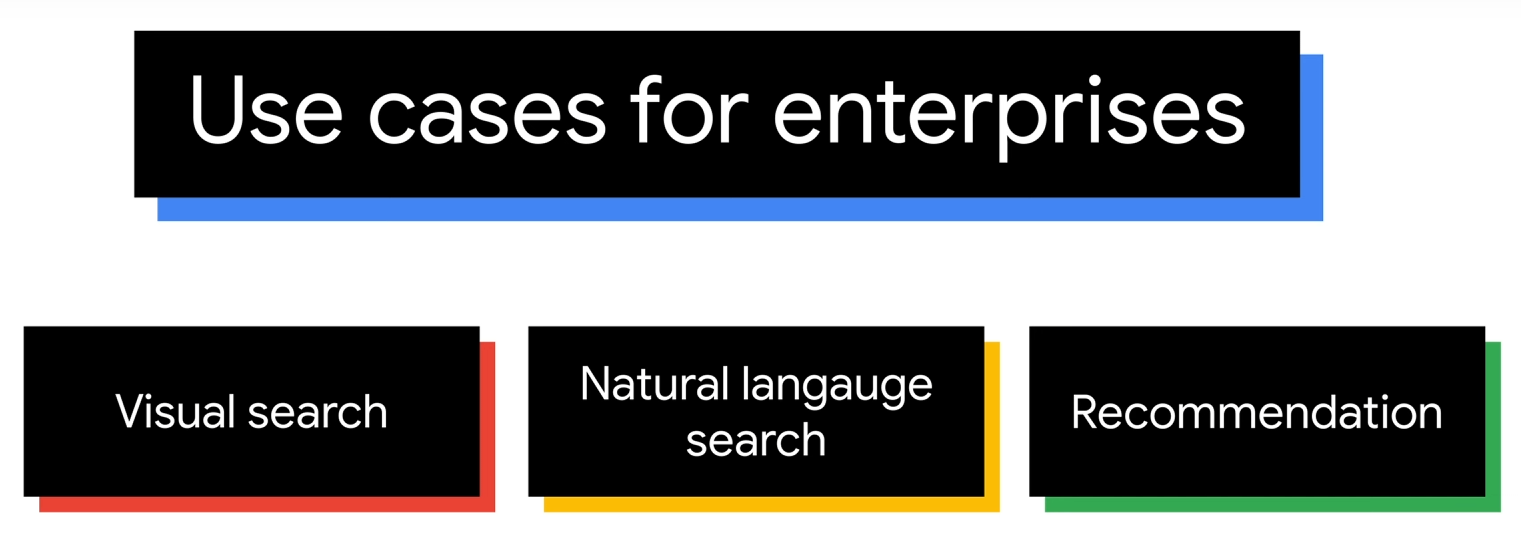 Use cases for enterprises
Visual search
Natural langauge
search
Recommendation